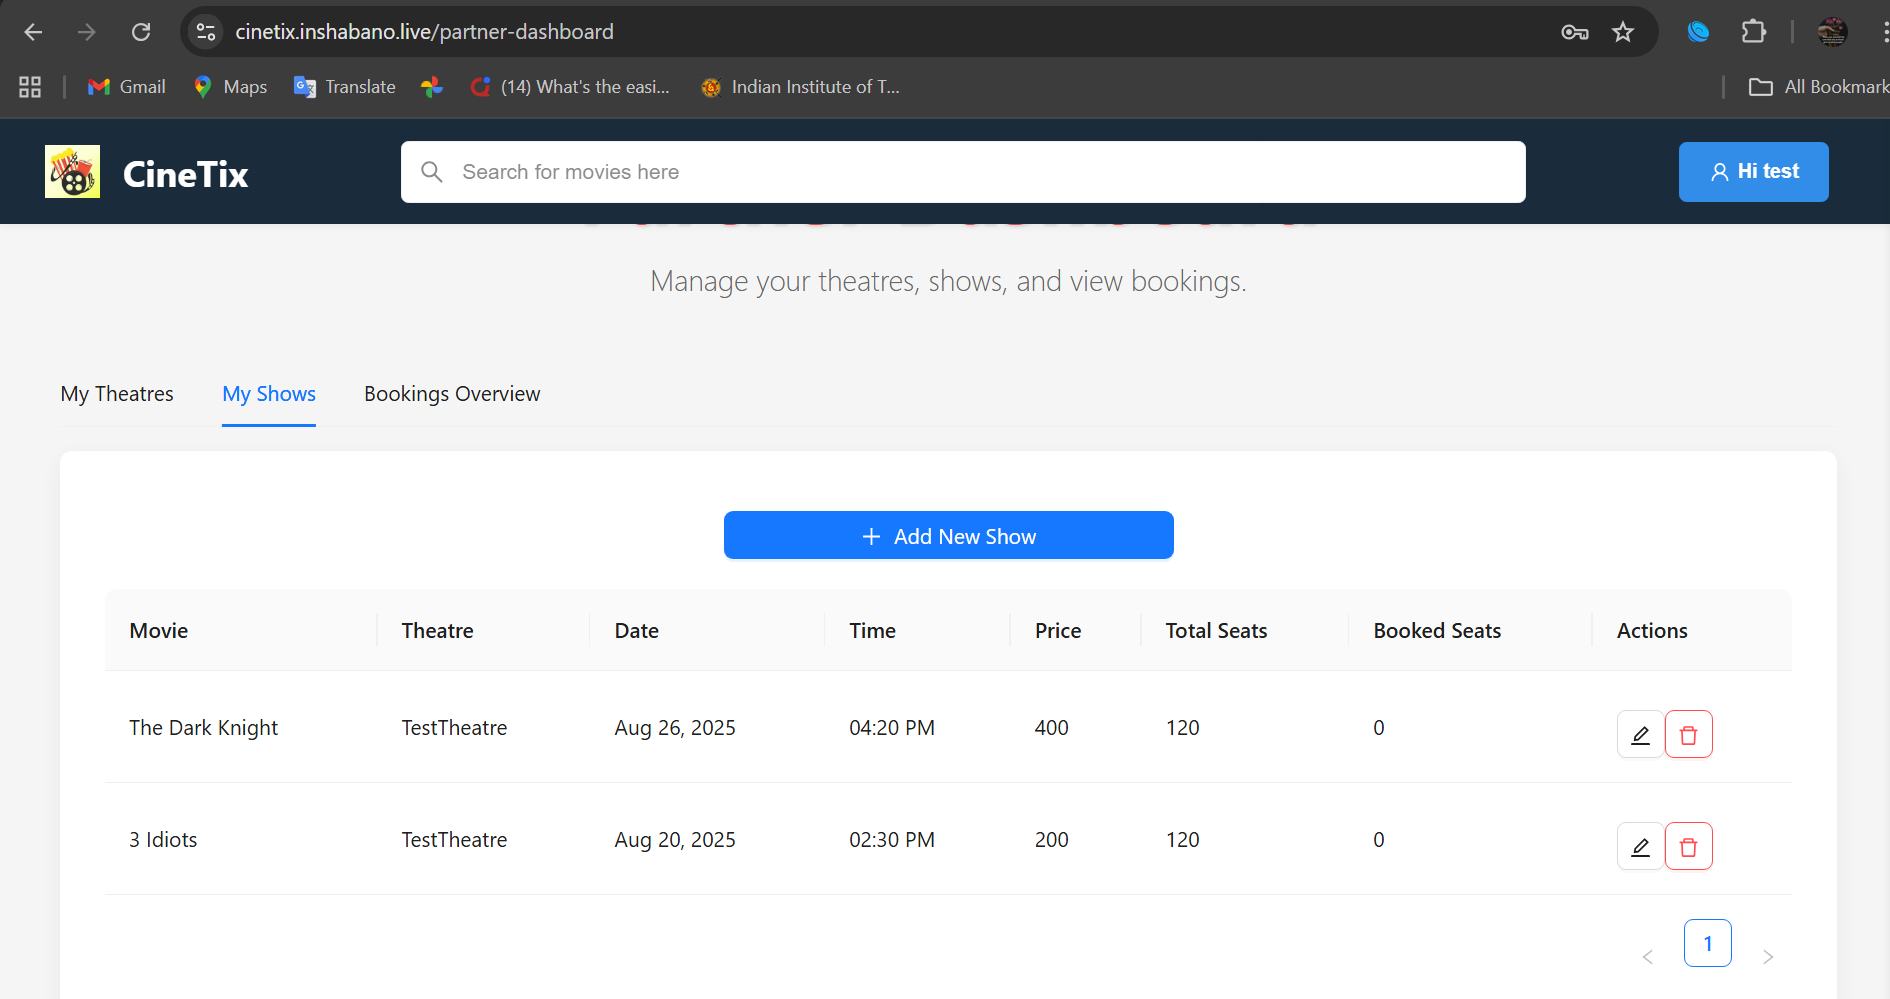 cinetix.inshabano.live/partner-dashboard
Gmail Maps Translate (14) What's the easi... Indian Institute of T... All Bookmark
CineTix Search for movies here Hi test
Manage your theatres, shows, and view bookings.
My Theatres My Shows Bookings Overview
+ Add New Show
Movie Theatre Date Time Price Total Seats Booked Seats Actions
The Dark Knight TestTheatre Aug 26, 2025 04:20 PM 400 120 0
3 Idiots TestTheatre Aug 20, 2025 02:30 PM 200 120 0
< 1 >